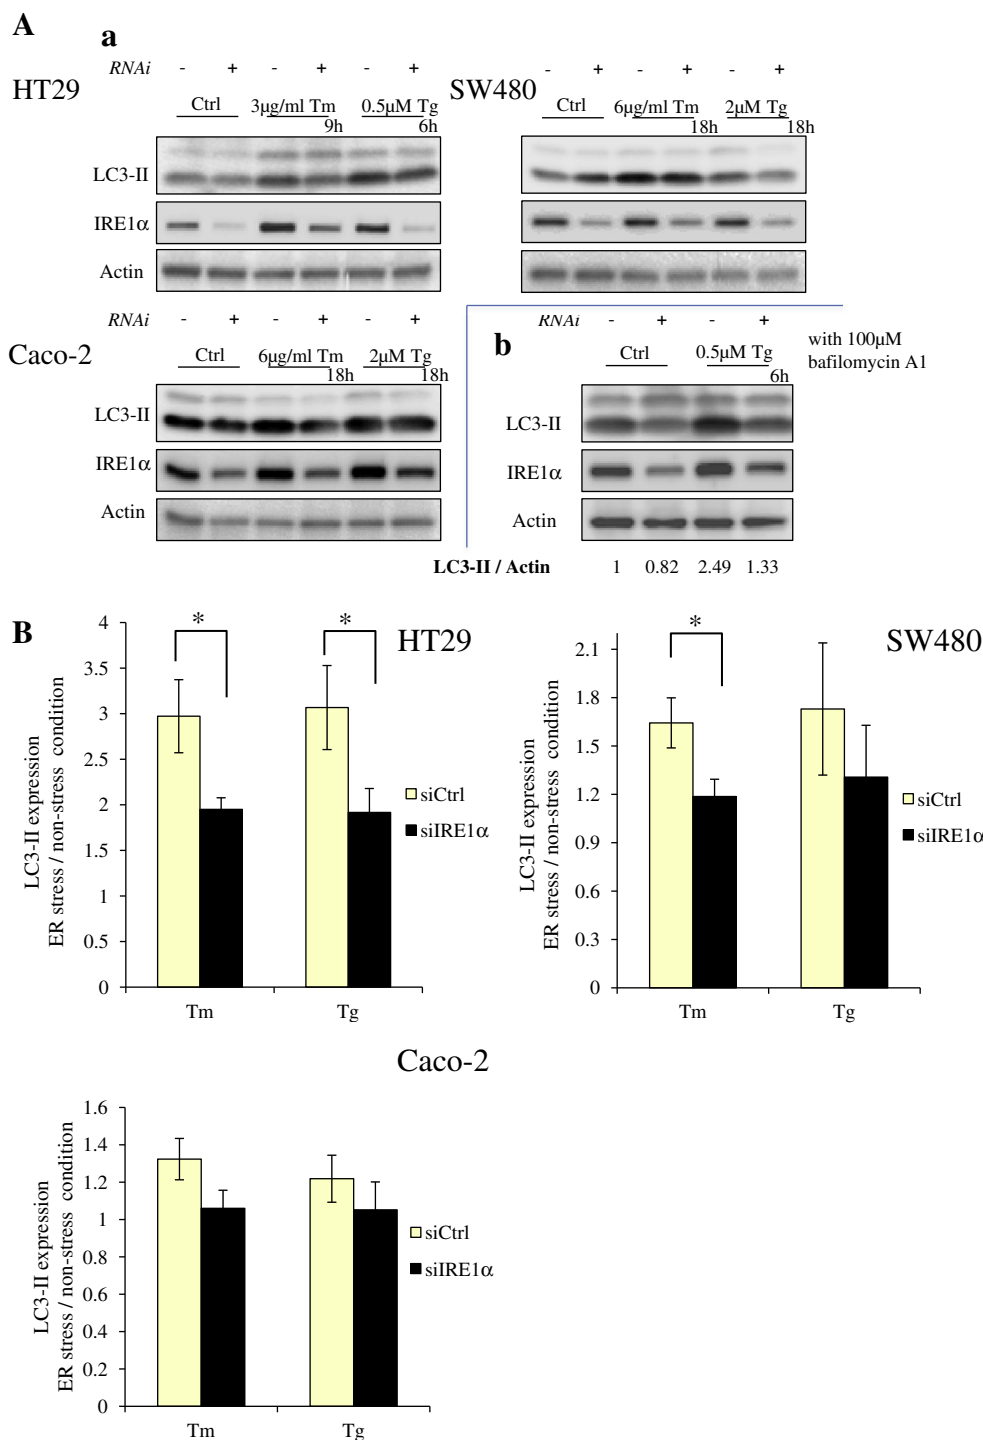 A
a
RNAi - + - + - +
HT29
Ctrl 3µg/ml Tm 0.5µM Tg
9h 6h
LC3-II
IRE1α
Actin
- + - + - +
SW480
Ctrl 6µg/ml Tm 2µM Tg
18h 18h
RNAi - + - + - +
Caco-2
Ctrl 6µg/ml Tm 2µM Tg
18h 18h
LC3-II
IRE1α
Actin
RNAi - + - +
b
Ctrl 0.5µM Tg
6h
with 100µM
bafilomycin A1
LC3-II
IRE1α
Actin
LC3-II / Actin 1 0.82 2.49 1.33
B
HT29
* *
LC3-II expression
ER stress / non-stress condition
4
3.5
3
2.5
2
1.5
1
0.5
0
Tm Tg
siCtrl
siIRE1α
SW480
*
LC3-II expression
ER stress / non-stress condition
2.1
1.8
1.5
1.2
0.9
0.6
0.3
0
Tm Tg
siCtrl
siIRE1α
Caco-2
LC3-II expression
ER stress / non-stress condition
1.6
1.4
1.2
1
0.8
0.6
0.4
0.2
0
Tm Tg
siCtrl
siIRE1α